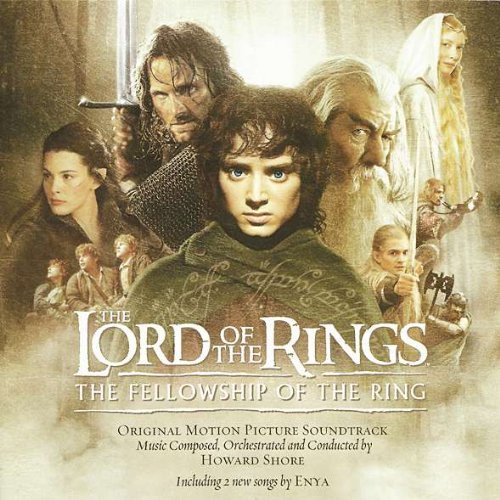 THE
LORD OF THE RINGS
THE FELLOWSHIP OF THE RING
ORIGINAL MOTION PICTURE SOUNDTRACK
Music Composed, Orchestrated and Conducted by
HOWARD SHORE
Including 2 new songs by ENYA